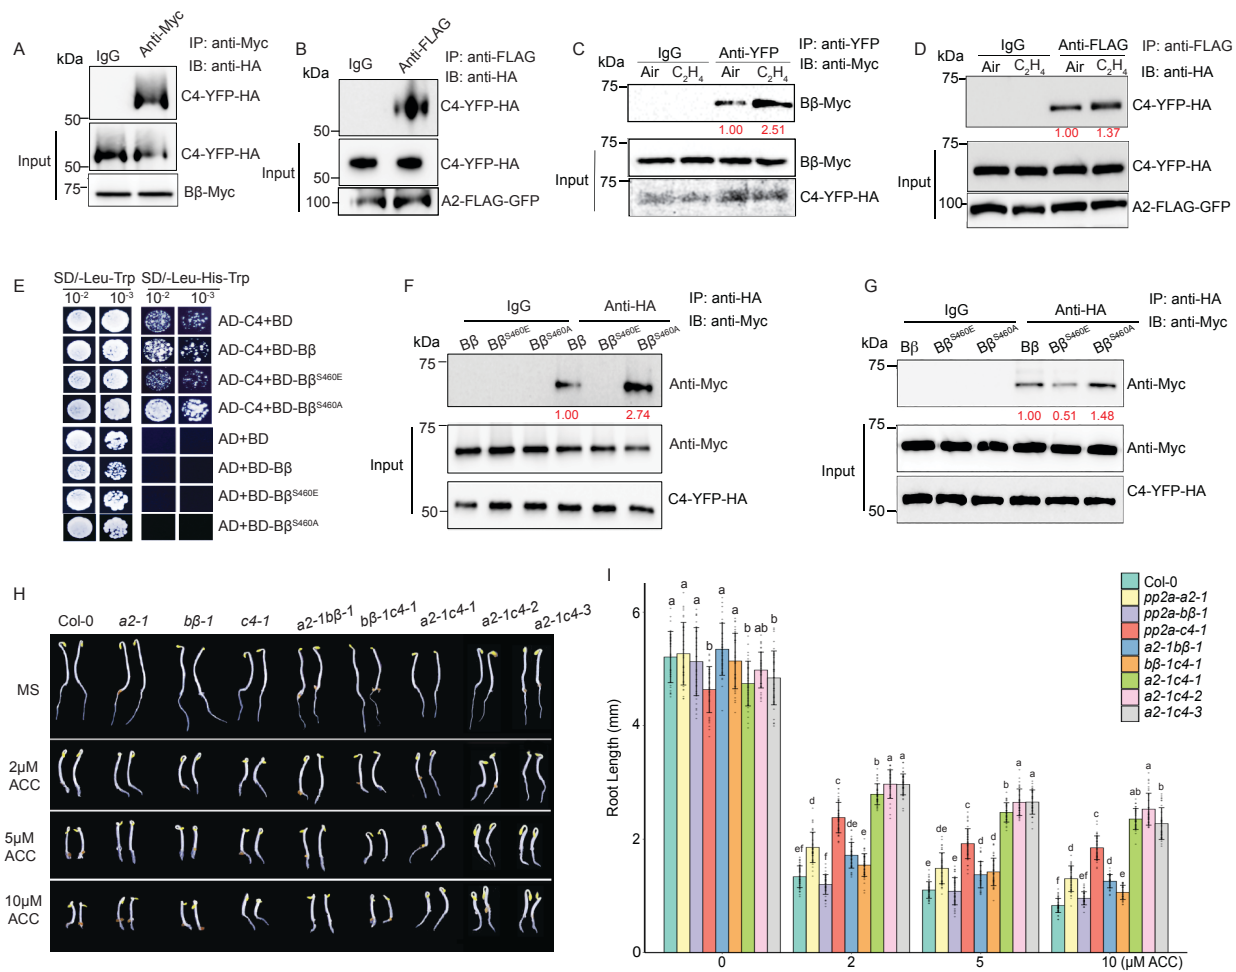 A
kDa
IgG
Anti-Myc
IP: anti-Myc
IB: anti-HA
C4-YFP-HA
50
Input
C4-YFP-HA
50
75
Bβ-Myc
B
kDa
IgG
Anti-FLAG
IP: anti-FLAG
IB: anti-HA
C4-YFP-HA
50
Input
C4-YFP-HA
50
100
A2-FLAG-GFP
C
kDa
IgG
Anti-YFP
IP: anti-YFP
IB: anti-Myc
Air C₂H₄ Air C₂H₄
75
Bβ-Myc
1.00 2.51
75
Bβ-Myc
Input
75
C4-YFP-HA
D
kDa
IgG
Anti-FLAG
IP: anti-FLAG
IB: anti-HA
Air C₂H₄ Air C₂H₄
75
C4-YFP-HA
1.00 1.37
75
C4-YFP-HA
Input
100
A2-FLAG-GFP
E
SD/-Leu-Trp SD/-Leu-His-Trp
10⁻² 10⁻³ 10⁻² 10⁻³
AD-C4+BD
AD-C4+BD-Bβ
AD-C4+BD-Bβˢ⁴⁶⁰ᴱ
AD-C4+BD-Bβˢ⁴⁶⁰ᴬ
AD+BD
AD+BD-Bβ
AD+BD-Bβˢ⁴⁶⁰ᴱ
AD+BD-Bβˢ⁴⁶⁰ᴬ
F
IgG
Anti-HA
IP: anti-HA
IB: anti-Myc
kDa
Bβ Bβˢ⁴⁶⁰ᴱ Bβˢ⁴⁶⁰ᴬ Bβ Bβˢ⁴⁶⁰ᴱ Bβˢ⁴⁶⁰ᴬ
75
Anti-Myc
1.00 2.74
75
Anti-Myc
Input
C4-YFP-HA
50
G
IgG
Anti-HA
IP: anti-HA
IB: anti-Myc
kDa
Bβ Bβˢ⁴⁶⁰ᴱ Bβˢ⁴⁶⁰ᴬ Bβ Bβˢ⁴⁶⁰ᴱ Bβˢ⁴⁶⁰ᴬ
75
Anti-Myc
1.00 0.51 1.48
75
Anti-Myc
Input
C4-YFP-HA
50
H
Col-0 a2-1 bβ-1 c4-1 a2-1bβ-1 bβ-1c4-1 a2-1c4-1 a2-1c4-2 a2-1c4-3
MS
2μM
ACC
5μM
ACC
10μM
ACC
I
Root Length (mm)
6
4
2
0
a a a b a a b ab b
ef d f c de e b a a
e de e c d d b a a
f d ef c d e ab a b
0 2 5 10 (μM ACC)
Col-0
pp2a-a2-1
pp2a-bβ-1
pp2a-c4-1
a2-1bβ-1
bβ-1c4-1
a2-1c4-1
a2-1c4-2
a2-1c4-3